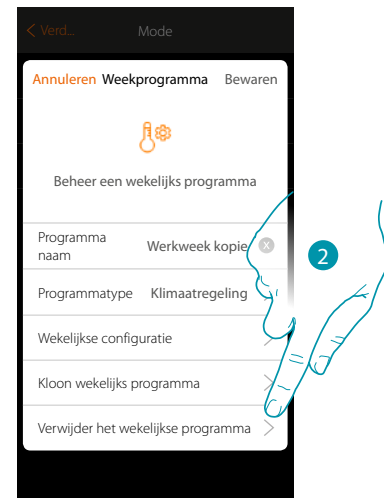 < Verd... Mode
Annuleren Weekprogramma Bewaren
Beheer een wekelijks programma
Programma
naam
Werkweek kopie
2
Programmatype Klimaatregeling
Wekelijkse configuratie
Kloon wekelijks programma
Verwijder het wekelijkse programma